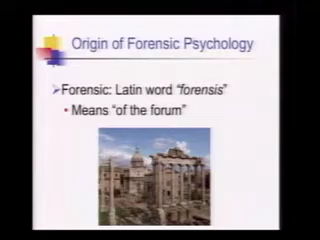 Origin of Forensic Psychology
Forensic: Latin word “forensis”
Means “of the forum”